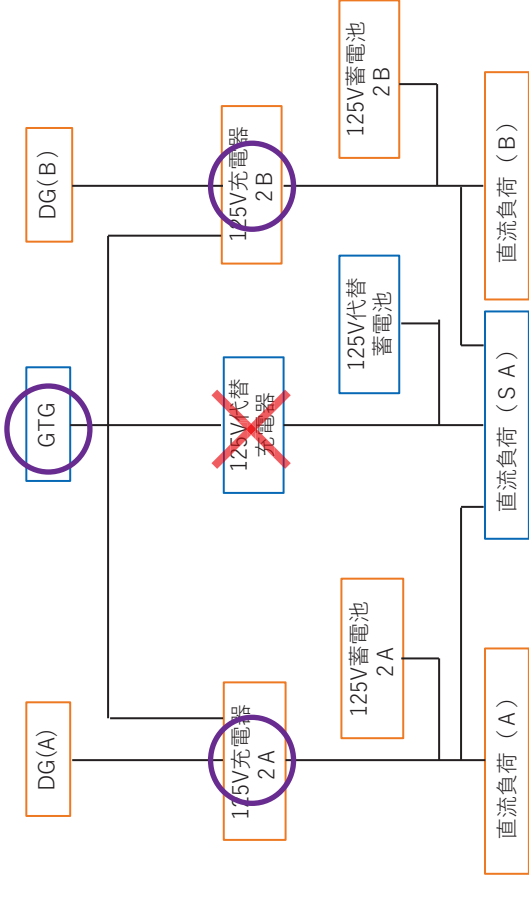 DG(A)
GTG
DG(B)
125V充電器
2A
125V代替
充電器
125V充電器
2B
125V蓄電池
2A
125V代替
蓄電池
125V蓄電池
2B
直流負荷(A)
直流負荷(SA)
直流負荷(B)